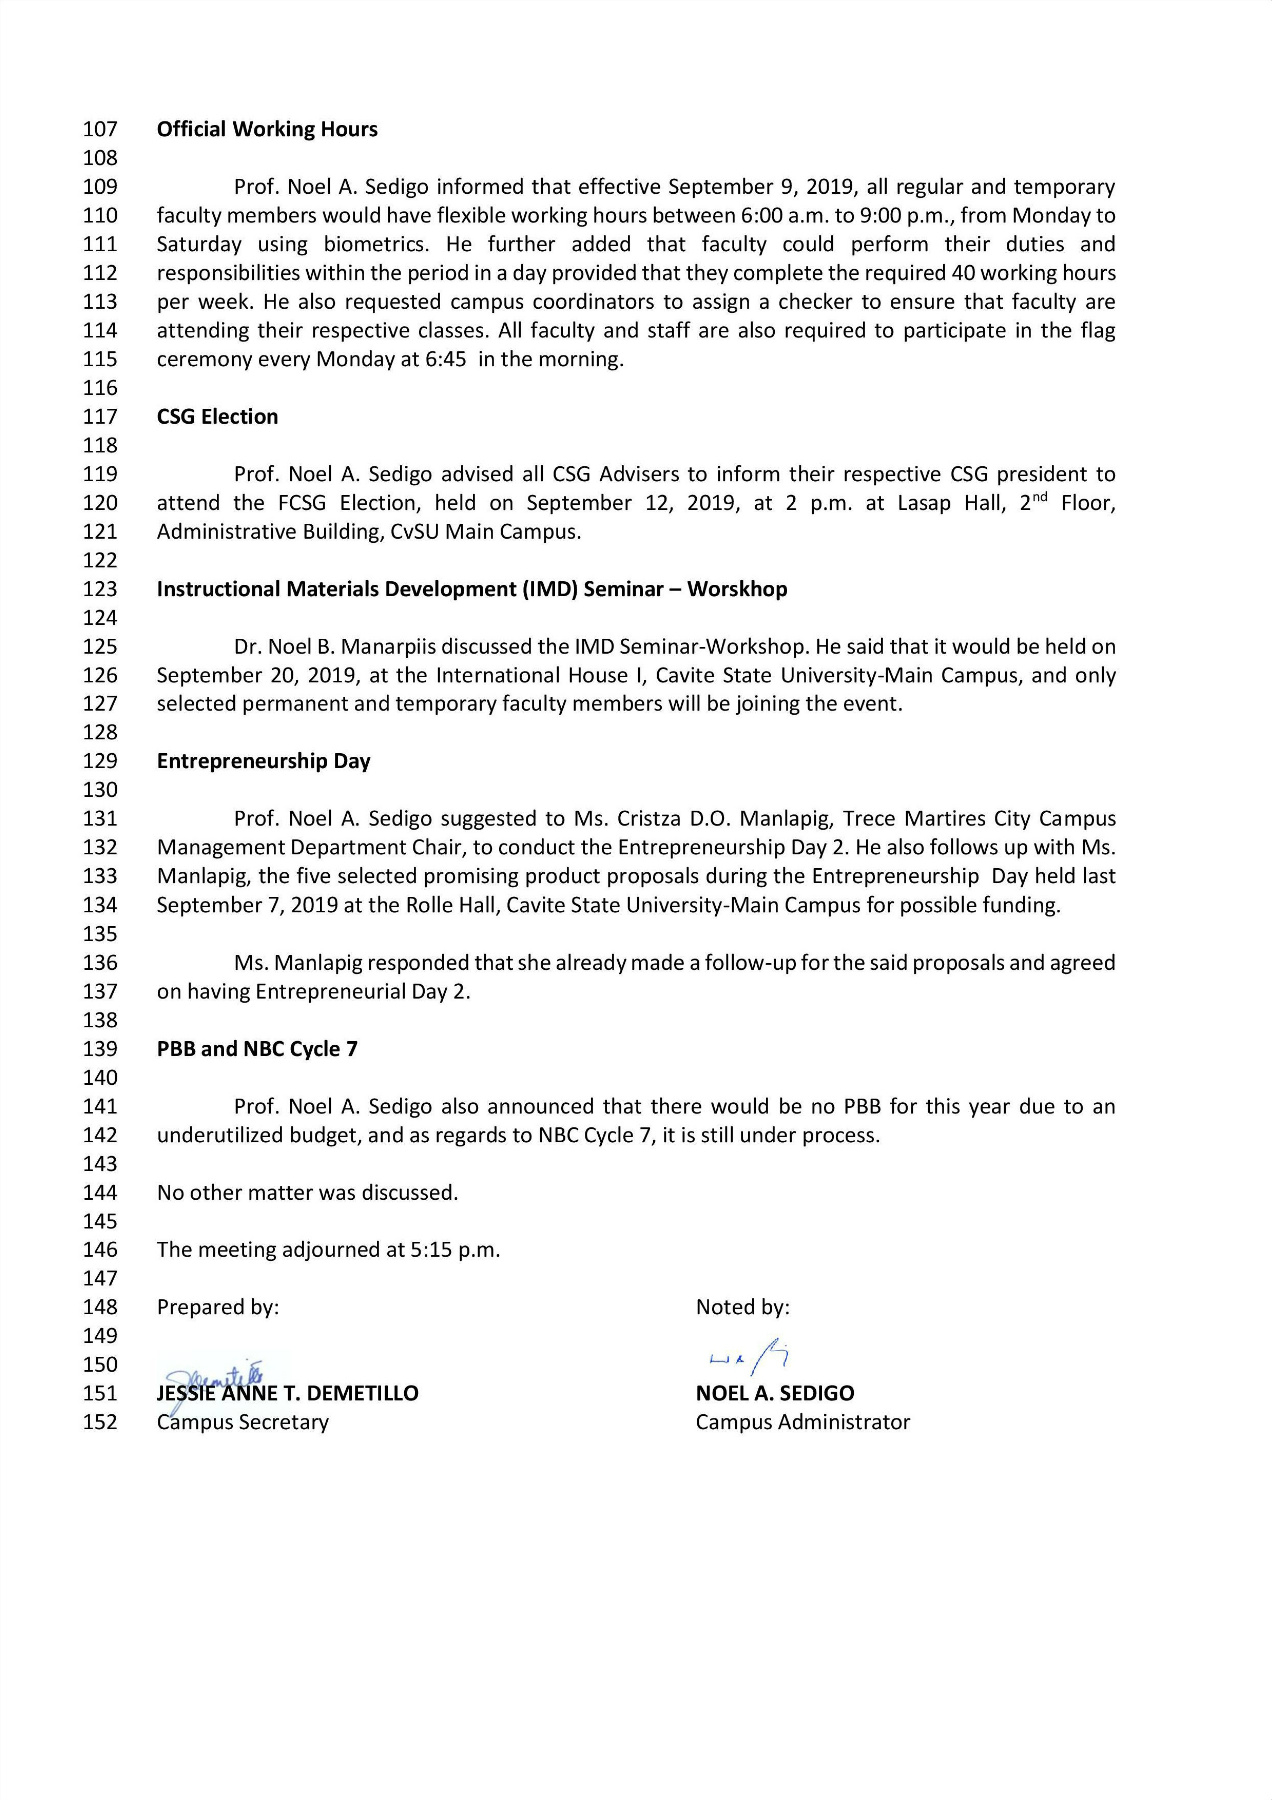 107 Official Working Hours
108
109 Prof. Noel A. Sedigo informed that effective September 9, 2019, all regular and temporary
110 faculty members would have flexible working hours between 6:00 a.m. to 9:00 p.m., from Monday to
111 Saturday using biometrics. He further added that faculty could perform their duties and
112 responsibilities within the period in a day provided that they complete the required 40 working hours
113 per week. He also requested campus coordinators to assign a checker to ensure that faculty are
114 attending their respective classes. All faculty and staff are also required to participate in the flag
115 ceremony every Monday at 6:45 in the morning.
116
117 CSG Election
118
119 Prof. Noel A. Sedigo advised all CSG Advisers to inform their respective CSG president to
120 attend the FCSG Election, held on September 12, 2019, at 2 p.m. at Lasap Hall, 2nd Floor,
121 Administrative Building, CvSU Main Campus.
122
123 Instructional Materials Development (IMD) Seminar – Worskhop
124
125 Dr. Noel B. Manarpiis discussed the IMD Seminar-Workshop. He said that it would be held on
126 September 20, 2019, at the International House I, Cavite State University-Main Campus, and only
127 selected permanent and temporary faculty members will be joining the event.
128
129 Entrepreneurship Day
130
131 Prof. Noel A. Sedigo suggested to Ms. Cristza D.O. Manlapig, Trece Martires City Campus
132 Management Department Chair, to conduct the Entrepreneurship Day 2. He also follows up with Ms.
133 Manlapig, the five selected promising product proposals during the Entrepreneurship Day held last
134 September 7, 2019 at the Rolle Hall, Cavite State University-Main Campus for possible funding.
135
136 Ms. Manlapig responded that she already made a follow-up for the said proposals and agreed
137 on having Entrepreneurial Day 2.
138
139 PBB and NBC Cycle 7
140
141 Prof. Noel A. Sedigo also announced that there would be no PBB for this year due to an
142 underutilized budget, and as regards to NBC Cycle 7, it is still under process.
143
144 No other matter was discussed.
145
146 The meeting adjourned at 5:15 p.m.
147
148 Prepared by: Noted by:
149
150
151 JESSIE ANNE T. DEMETILLO NOEL A. SEDIGO
152 Campus Secretary Campus Administrator